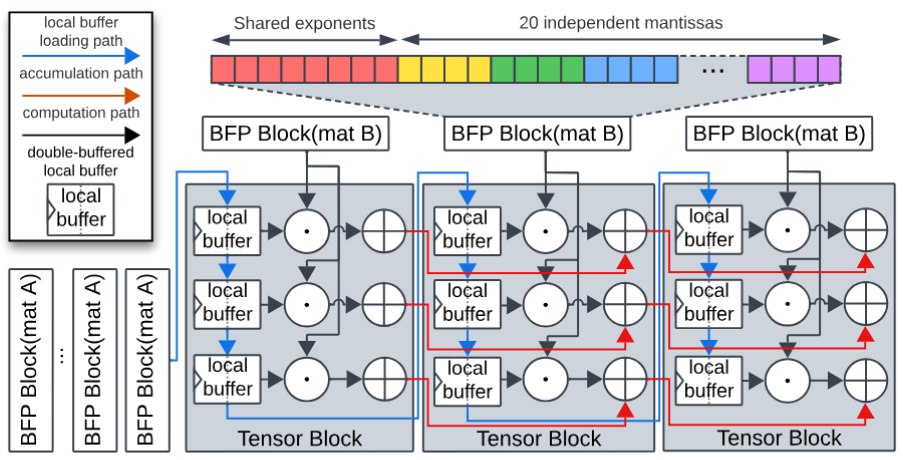 local buffer
loading path
accumulation path
computation path
double-buffered
local buffer
local
buffer
Shared exponents
20 independent mantissas
...
BFP Block(mat B)
BFP Block(mat B)
BFP Block(mat B)
BFP Block(mat A)
...
BFP Block(mat A)
BFP Block(mat A)
local
buffer
local
buffer
local
buffer
Tensor Block
local
buffer
local
buffer
local
buffer
Tensor Block
local
buffer
local
buffer
local
buffer
Tensor Block